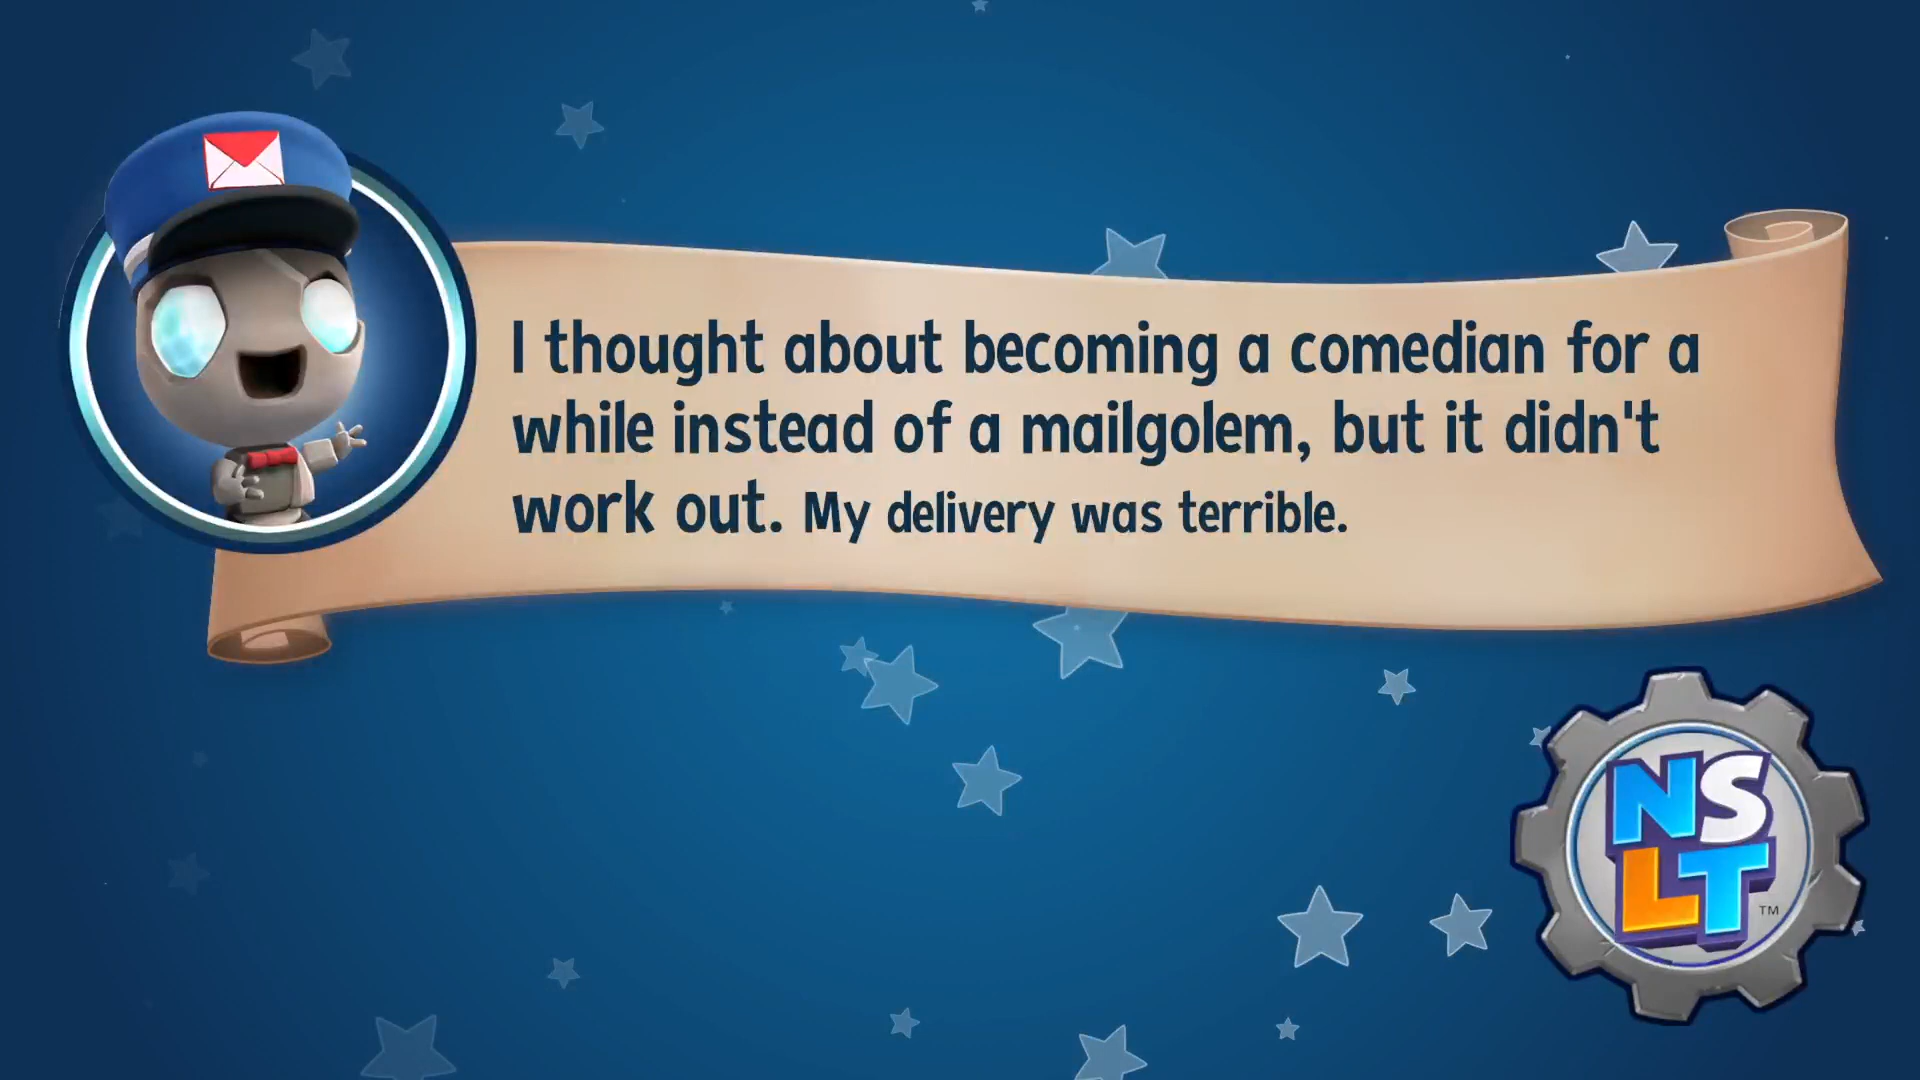 I thought about becoming a comedian for a
while instead of a mailgolem, but it didn't
work out. My delivery was terrible.
NS
LT
TM